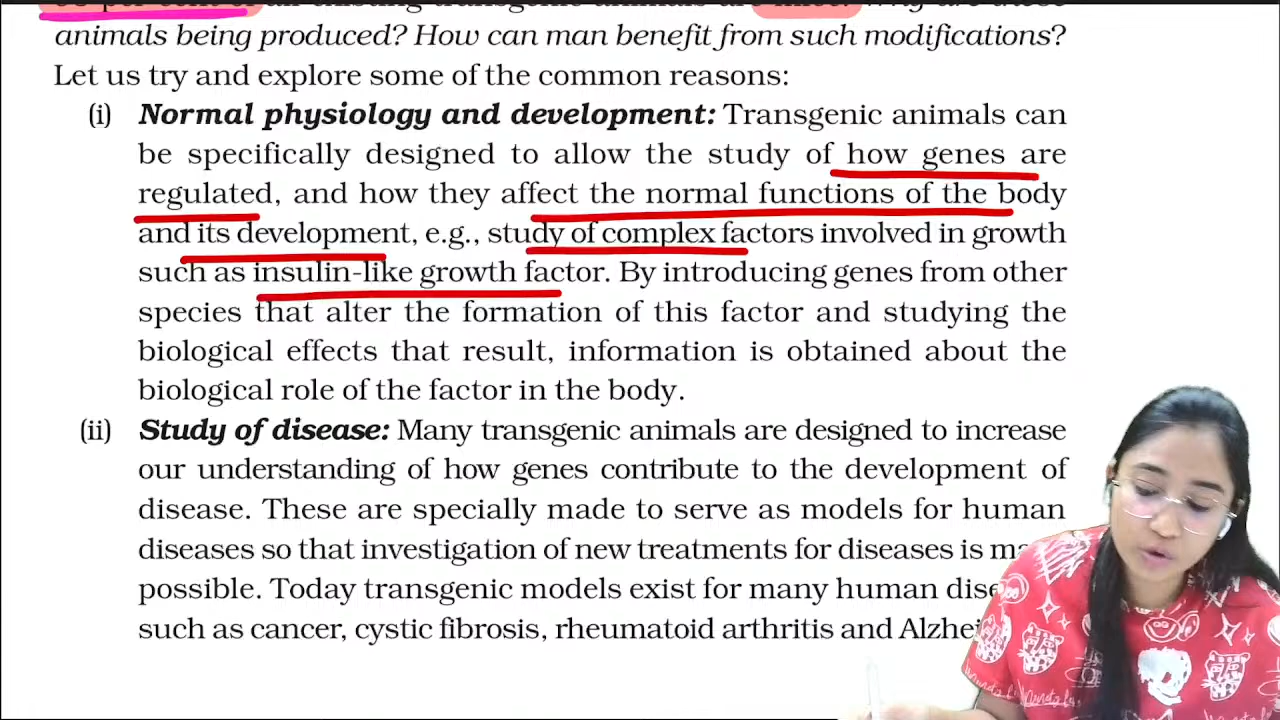 animals being produced? How can man benefit from such modifications?
Let us try and explore some of the common reasons:
(i) Normal physiology and development: Transgenic animals can
be specifically designed to allow the study of how genes are
regulated, and how they affect the normal functions of the body
and its development, e.g., study of complex factors involved in growth
such as insulin-like growth factor. By introducing genes from other
species that alter the formation of this factor and studying the
biological effects that result, information is obtained about the
biological role of the factor in the body.
(ii) Study of disease: Many transgenic animals are designed to increase
our understanding of how genes contribute to the development of
disease. These are specially made to serve as models for human
diseases so that investigation of new treatments for diseases is
possible. Today transgenic models exist for many human
such as cancer, cystic fibrosis, rheumatoid arthritis and